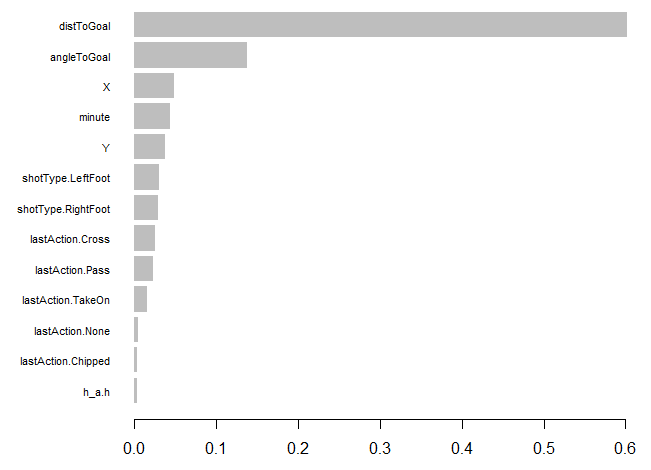 distToGoal
angleToGoal
X
minute
Y
shotType.LeftFoot
shotType.RightFoot
lastAction.Cross
lastAction.Pass
lastAction.TakeOn
lastAction.None
lastAction.Chipped
h_a.h
0.0 0.1 0.2 0.3 0.4 0.5 0.6